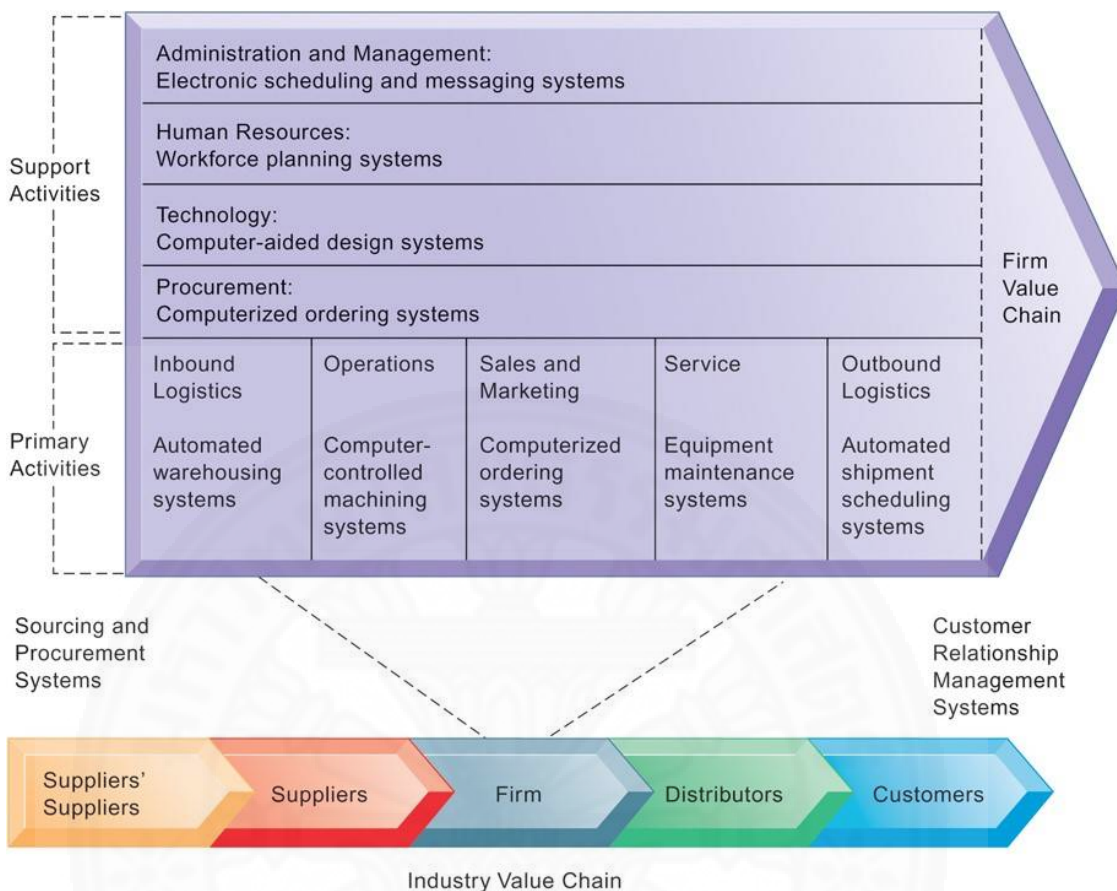 Administration and Management:
Electronic scheduling and messaging systems
Human Resources:
Workforce planning systems
Support
Activities
Technology:
Computer-aided design systems
Procurement:
Computerized ordering systems
Firm
Value
Chain
Primary
Activities
Inbound
Logistics
Automated
warehousing
systems
Operations
Computer-
controlled
machining
systems
Sales and
Marketing
Computerized
ordering
systems
Service
Equipment
maintenance
systems
Outbound
Logistics
Automated
shipment
scheduling
systems
Sourcing and
Procurement
Systems
Customer
Relationship
Management
Systems
Suppliers’
Suppliers
Suppliers
Firm
Distributors
Customers
Industry Value Chain